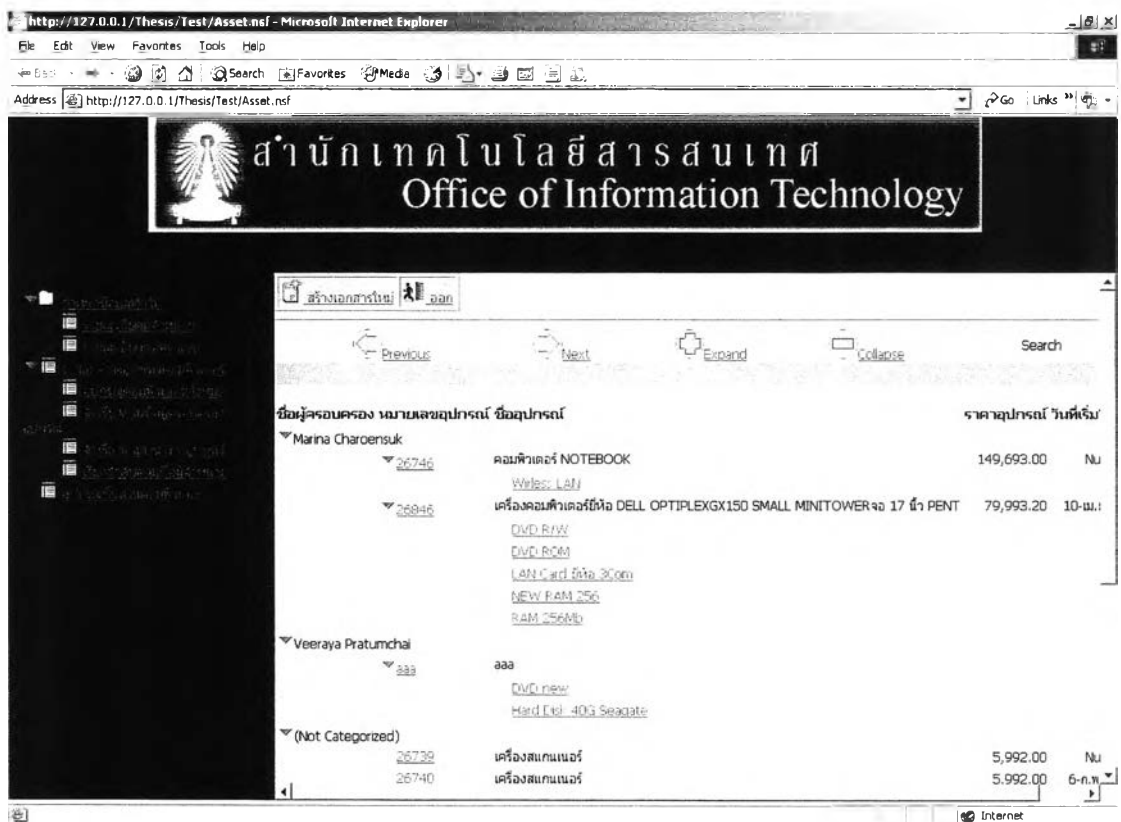 http://127.0.0.1/Thesis/Test/Asset.nsf - Microsoft Internet Explorer
File Edit View Favorites Tools Help
Back Search Favorites Media
Address http://127.0.0.1/Thesis/Test/Asset.nsf Go Links »
สำนักเทคโนโลยีสารสนเทศ
Office of Information Technology
สร้างเอกสารใหม่ ออก
Previous Next Expand Collapse Search
ชื่อผู้ครอบครอง หมายเลขอุปกรณ์ ชื่ออุปกรณ์ ราคาอุปกรณ์ วันที่เริ่ม
Marina Charoensuk
26746 คอมพิวเตอร์ NOTEBOOK 149,693.00 Nu
Wirless LAN
26846 เครื่องคอมพิวเตอร์ยี่ห้อ DELL OPTIPLEXGX150 SMALL MINITOWERจอ 17 นิ้ว PENT 79,993.20 10-เม.
DVD R/W
DVD ROM
LAN Card ยี่ห้อ 3Com
NEW RAM 256
RAM 256Mb
Veeraya Pratumchai
aaa aaa
DVD new
Hard Disk 40G Seagate
(Not Categorized)
26739 เครื่องสแกนเนอร์ 5,992.00 Nu
26740 เครื่องสแกนเนอร์ 5,992.00 6-ก.พ
Internet